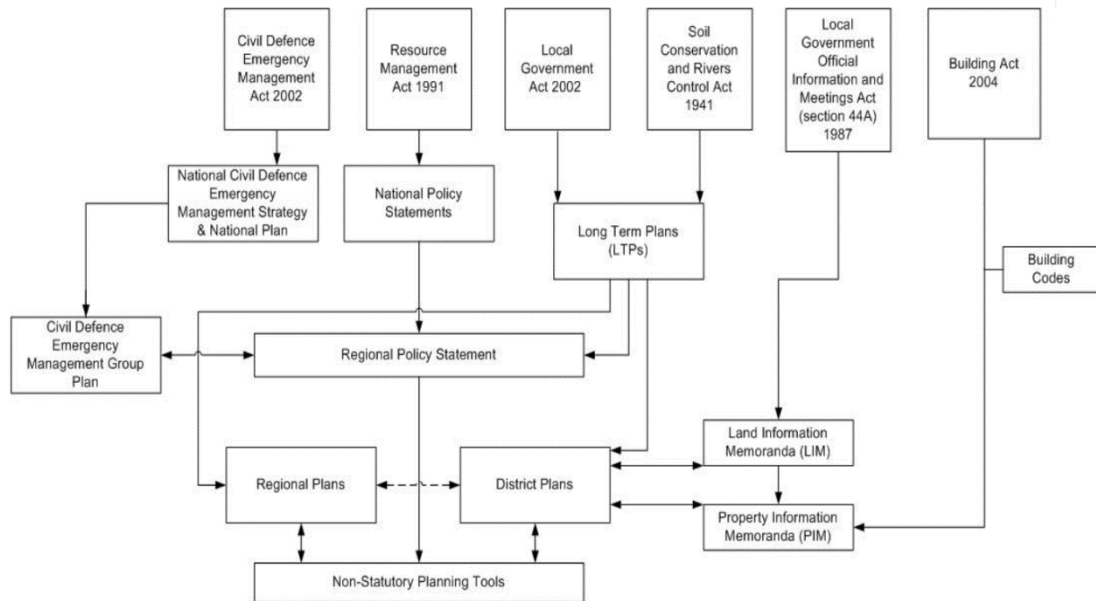 Civil Defence
Emergency
Management
Act 2002
Resource
Management
Act 1991
Local
Government
Act 2002
Soil
Conservation
and Rivers
Control Act
1941
Local
Government
Official
Information and
Meetings Act
(section 44A)
1987
Building Act
2004
National Civil Defence
Emergency
Management Strategy
& National Plan
National Policy
Statements
Long Term Plans
(LTPs)
Building
Codes
Civil Defence
Emergency
Management Group
Plan
Regional Policy Statement
Land Information
Memoranda (LIM)
Regional Plans
District Plans
Property Information
Memoranda (PIM)
Non-Statutory Planning Tools